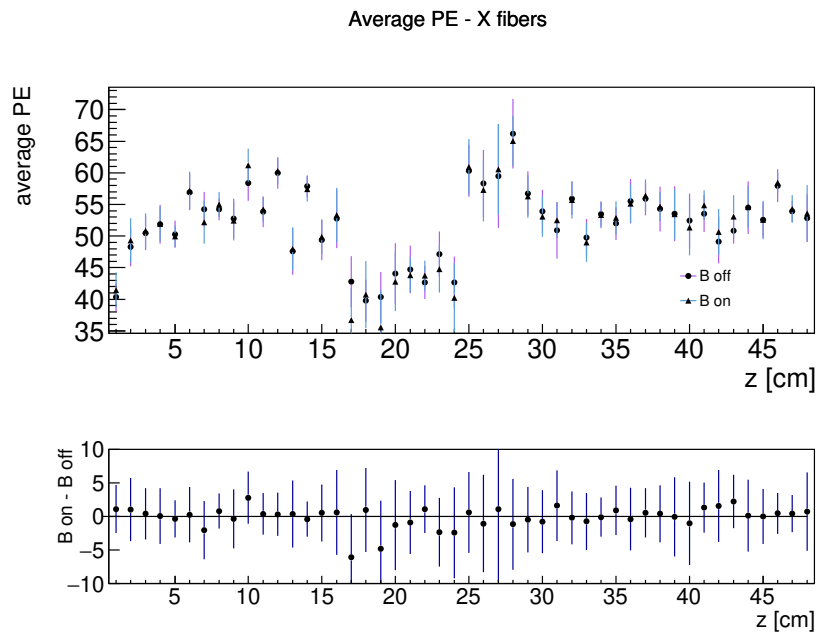 Average PE - X fibers
average PE
70
65
60
55
50
45
40
35
B off
B on
5 10 15 20 25 30 35 40 45
z [cm]
B on - B off
10
5
0
−5
−10
5 10 15 20 25 30 35 40 45
z [cm]